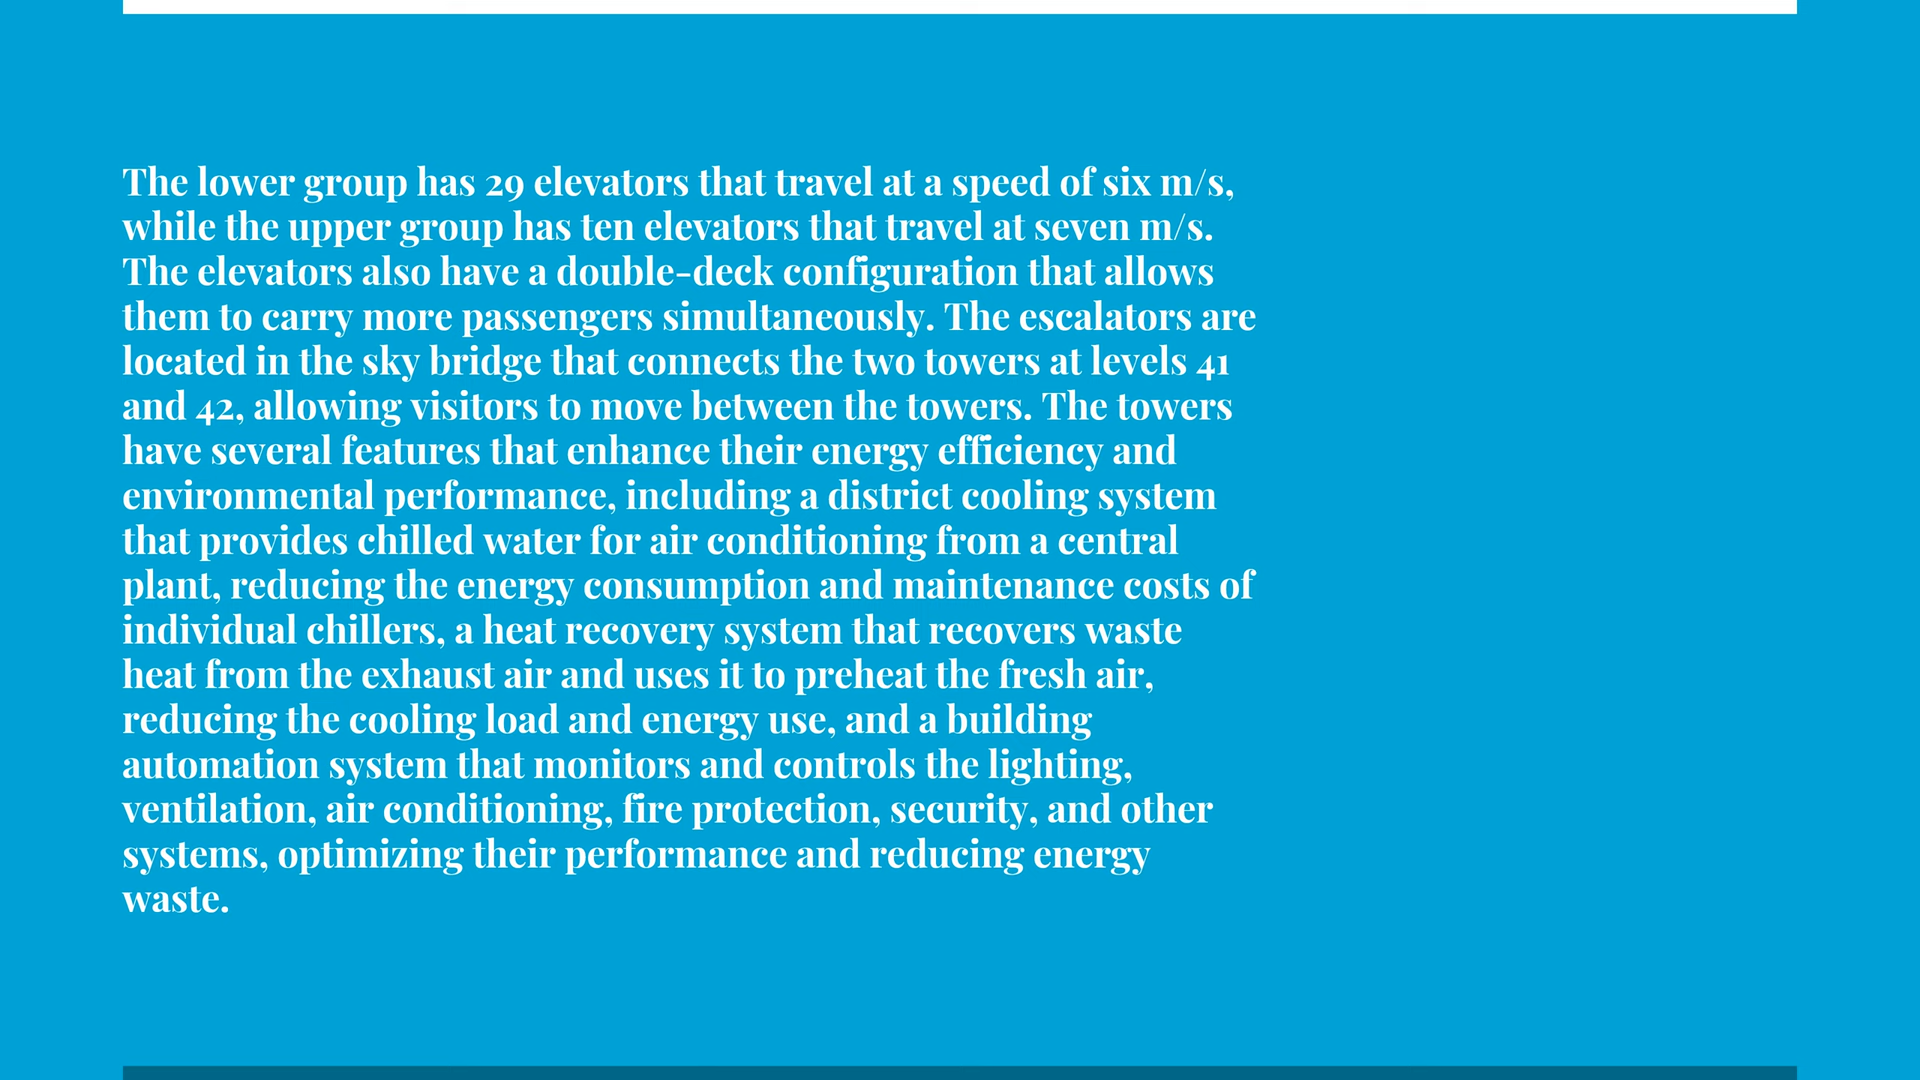 The lower group has 29 elevators that travel at a speed of six m/s,
while the upper group has ten elevators that travel at seven m/s.
The elevators also have a double-deck configuration that allows
them to carry more passengers simultaneously. The escalators are
located in the sky bridge that connects the two towers at levels 41
and 42, allowing visitors to move between the towers. The towers
have several features that enhance their energy efficiency and
environmental performance, including a district cooling system
that provides chilled water for air conditioning from a central
plant, reducing the energy consumption and maintenance costs of
individual chillers, a heat recovery system that recovers waste
heat from the exhaust air and uses it to preheat the fresh air,
reducing the cooling load and energy use, and a building
automation system that monitors and controls the lighting,
ventilation, air conditioning, fire protection, security, and other
systems, optimizing their performance and reducing energy
waste.